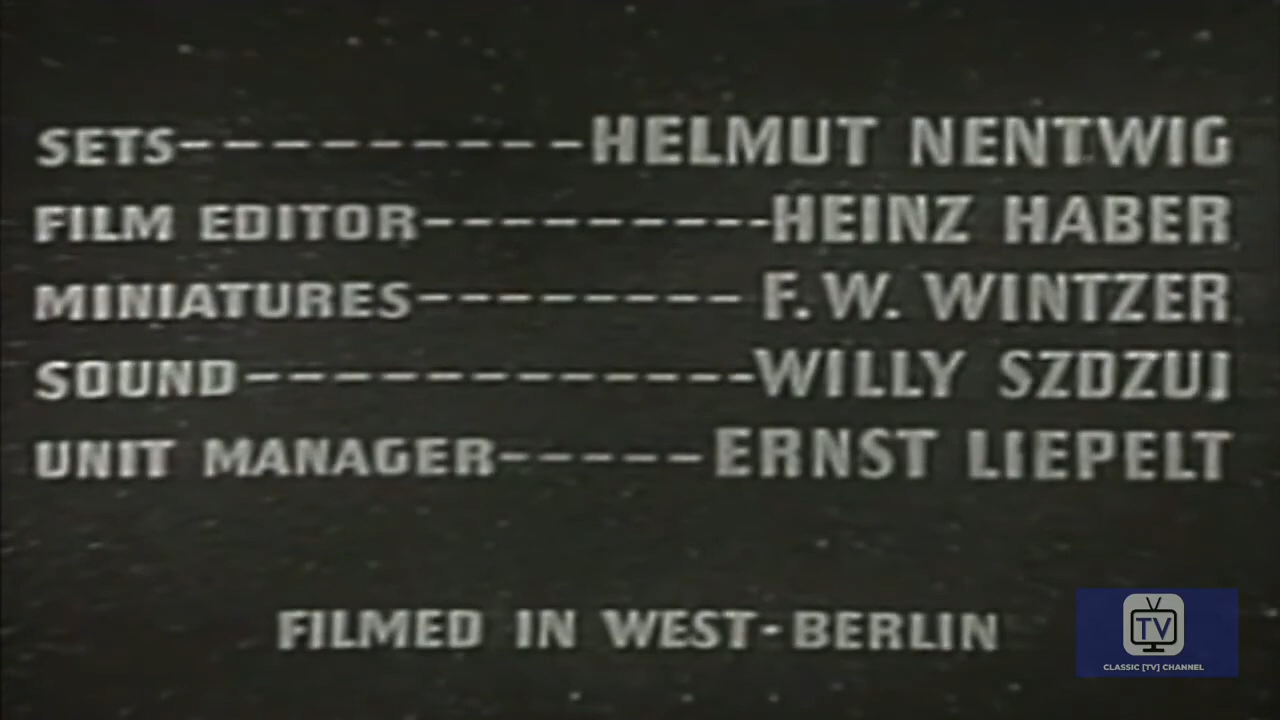 SETS----------HELMUT NENTWIG
FILM EDITOR---------HEINZ HABER
MINIATURES-------- F.W. WINTZER
SOUND------------WILLY SZDZUJ
UNIT MANAGER-----ERNST LIEPELT
FILMED IN WEST-BERLIN
TV
CLASSIC [TV] CHANNEL